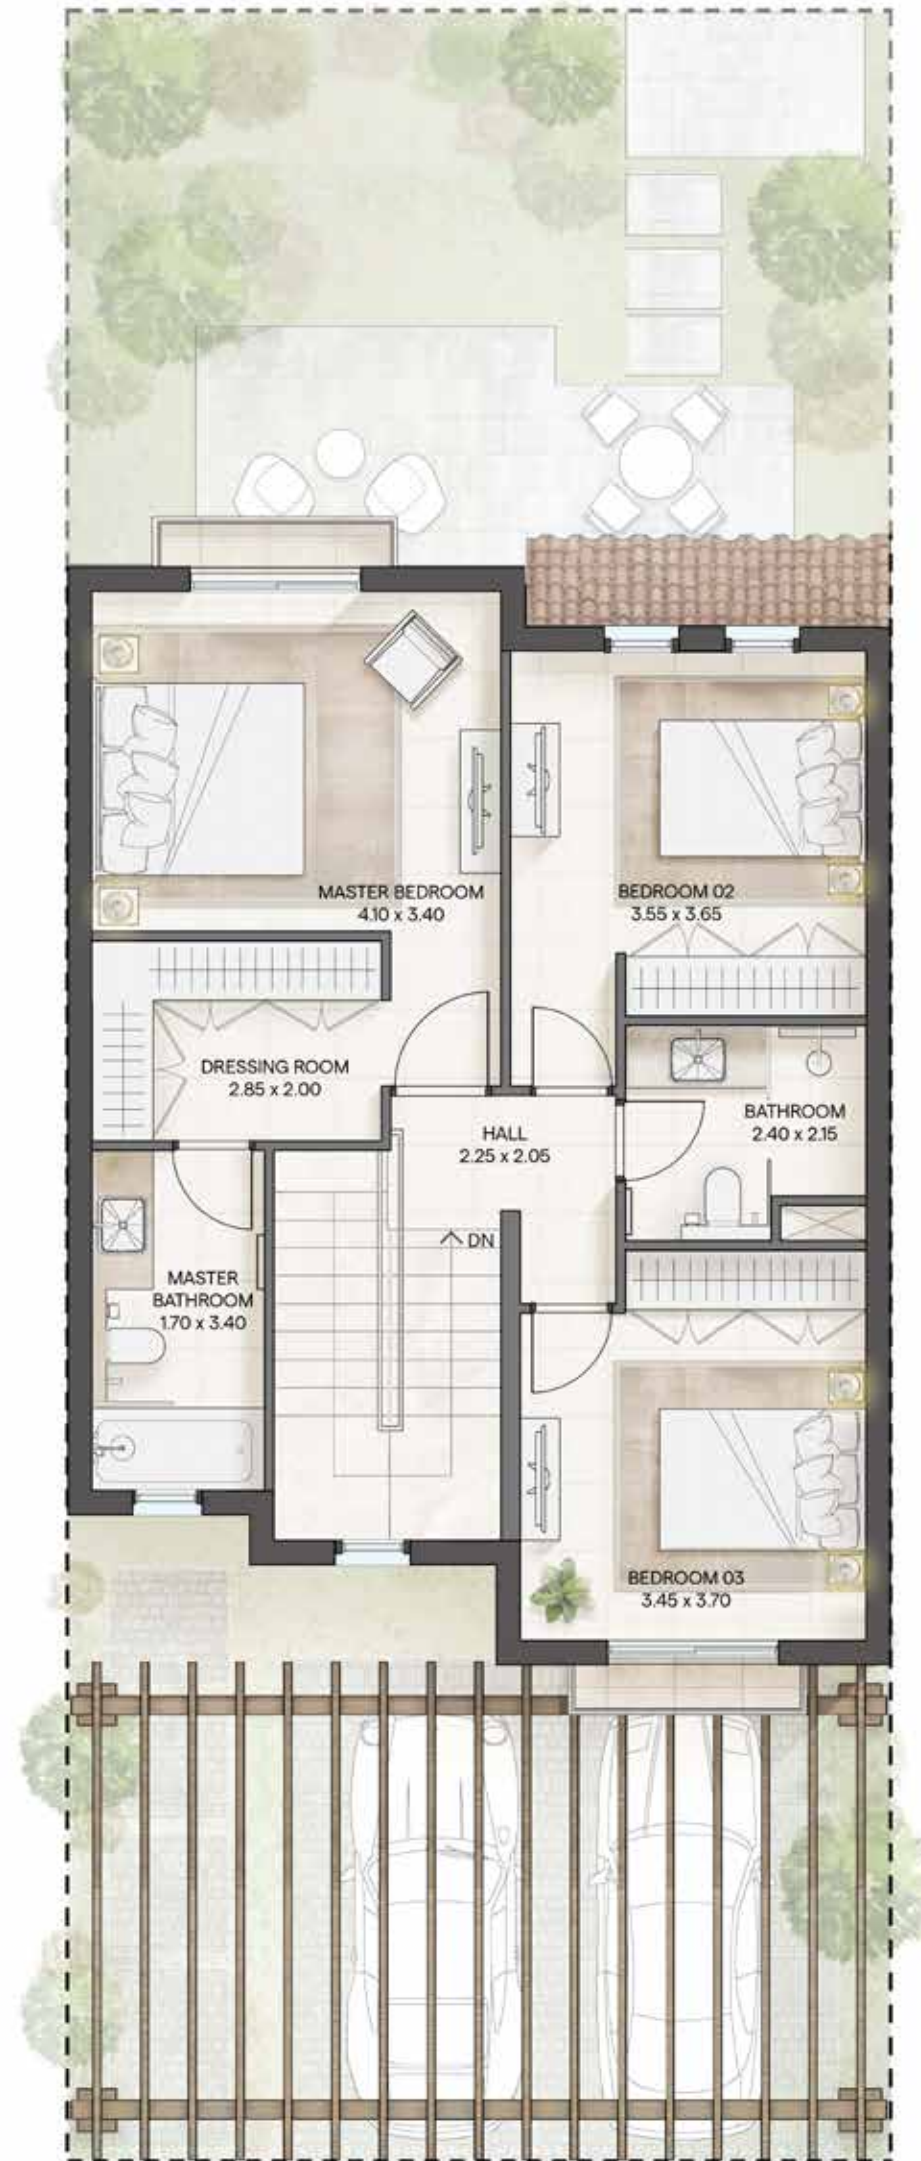 MASTER BEDROOM
4.10 x 3.40
BEDROOM 02
3.55 x 3.65
DRESSING ROOM
2.85 x 2.00
HALL
2.25 x 2.05
BATHROOM
2.40 x 2.15
DN
MASTER
BATHROOM
1.70 x 3.40
BEDROOM 03
3.45 x 3.70